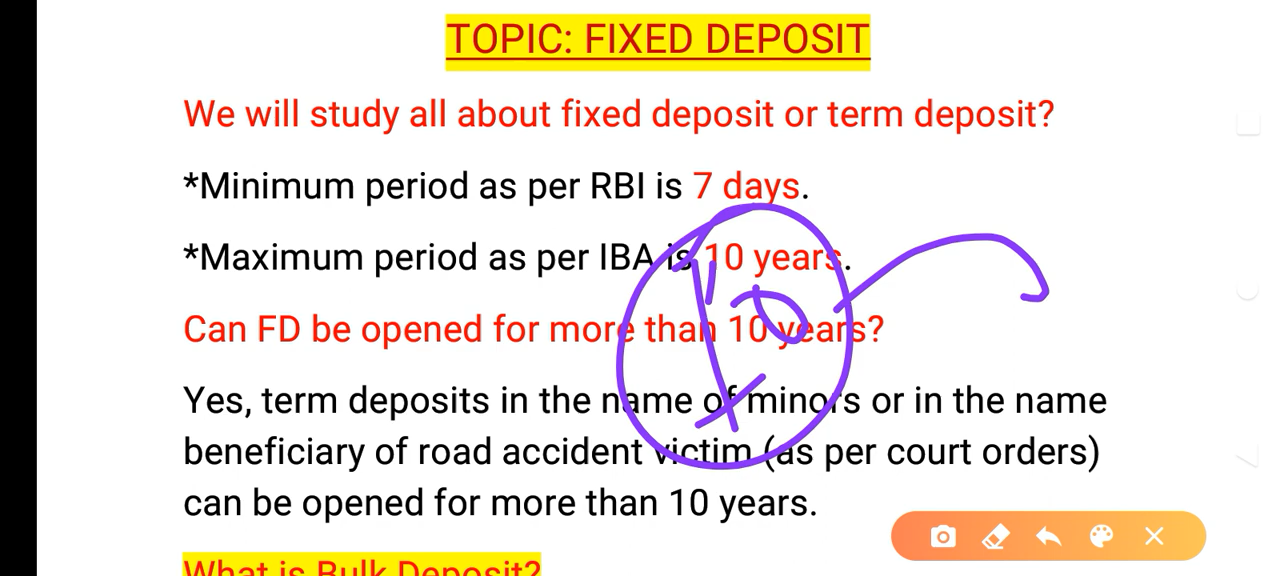 TOPIC: FIXED DEPOSIT
We will study all about fixed deposit or term deposit?
*Minimum period as per RBI is 7 days.
*Maximum period as per IBA is 10 years.
Can FD be opened for more than 10 years?
Yes, term deposits in the name of minors or in the name
beneficiary of road accident victim (as per court orders)
can be opened for more than 10 years.
What is Bulk Deposit?